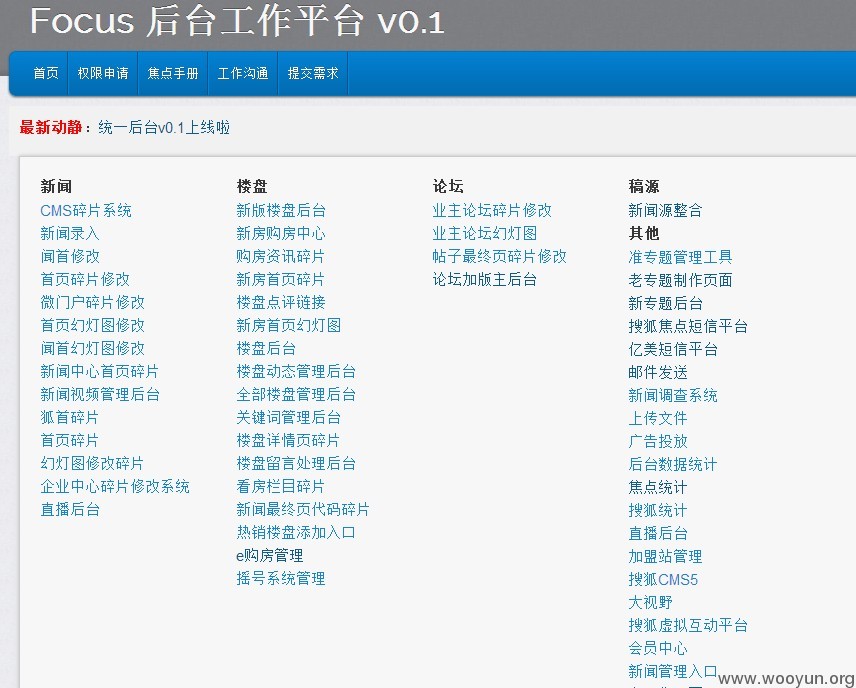 Focus 后台工作平台 v0.1
首页 权限申请 焦点手册 工作沟通 提交需求
最新动静：统一后台v0.1上线啦
新闻
CMS碎片系统
新闻录入
闻首修改
首页碎片修改
微门户碎片修改
首页幻灯图修改
闻首幻灯图修改
新闻中心首页碎片
新闻视频管理后台
狐首碎片
首页碎片
幻灯图修改碎片
企业中心碎片修改系统
直播后台
楼盘
新版楼盘后台
新房购房中心
购房资讯碎片
新房首页碎片
楼盘点评链接
新房首页幻灯图
楼盘后台
楼盘动态管理后台
全部楼盘管理后台
关键词管理后台
楼盘详情页碎片
楼盘留言处理后台
看房栏目碎片
新闻最终页代码碎片
热销楼盘添加入口
e购房管理
摇号系统管理
论坛
业主论坛碎片修改
业主论坛幻灯图
帖子最终页碎片修改
论坛加版主后台
稿源
新闻源整合
其他
准专题管理工具
老专题制作页面
新专题后台
搜狐焦点短信平台
亿美短信平台
邮件发送
新闻调查系统
上传文件
广告投放
后台数据统计
焦点统计
搜狐统计
直播后台
加盟站管理
搜狐CMS5
大视野
搜狐虚拟互动平台
会员中心
新闻管理入口
www.wooyun.org